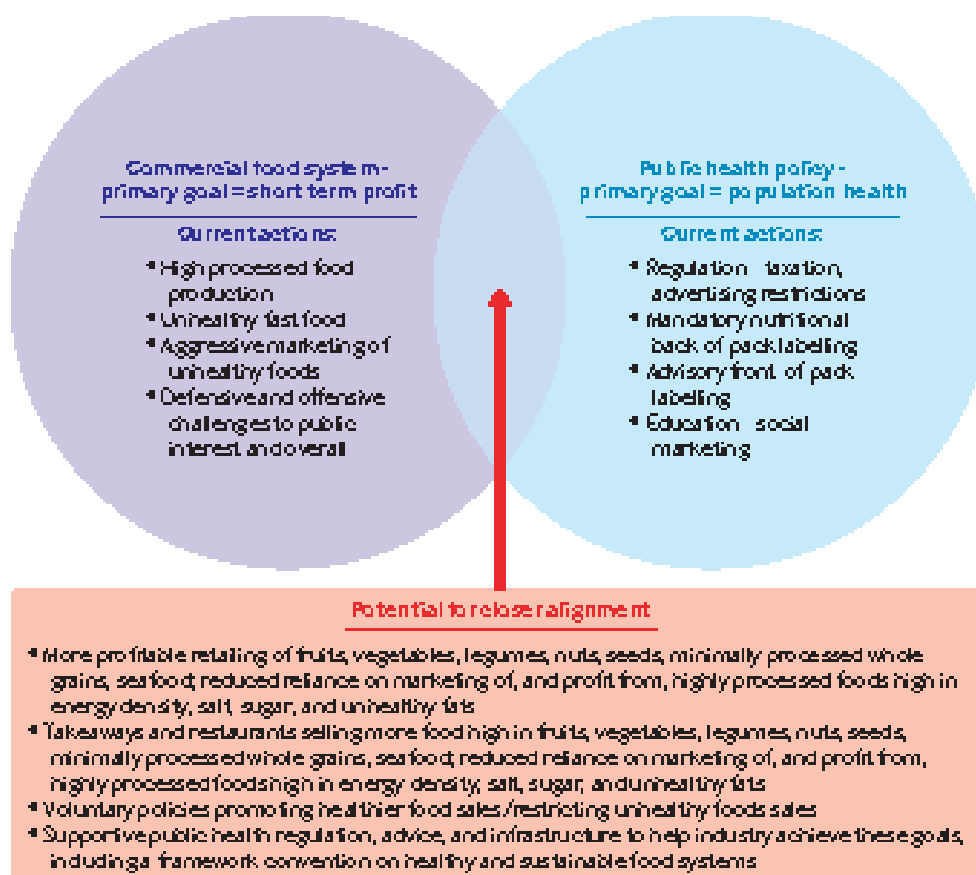 Commercial food system -
primary goal = short term profit
Current actions:
• High processed food
production
• Unhealthy fast food
• Aggressive marketing of
unhealthy foods
• Defensive and offensive
challenges to public
interest and overall
Public health policy -
primary goal = population health
Current actions:
• Regulation taxation,
advertising restrictions
• Mandatory nutritional
back of pack labelling
• Advisory front of pack
labelling
• Education social
marketing
Potential for closer alignment
• More profitable retailing of fruits, vegetables, legumes, nuts, seeds, minimally processed whole
grains, seafood; reduced reliance on marketing of, and profit from, highly processed foods high in
energy density, salt, sugar, and unhealthy fats
• Takeaways and restaurants selling more food high in fruits, vegetables, legumes, nuts, seeds,
minimally processed whole grains, seafood; reduced reliance on marketing of, and profit from,
highly processed foods high in energy density, salt, sugar, and unhealthy fats
• Voluntary policies promoting healthier food sales/restricting unhealthy foods sales
• Supportive public health regulation, advice, and infrastructure to help industry achieve these goals,
including a framework convention on healthy and sustainable food systems